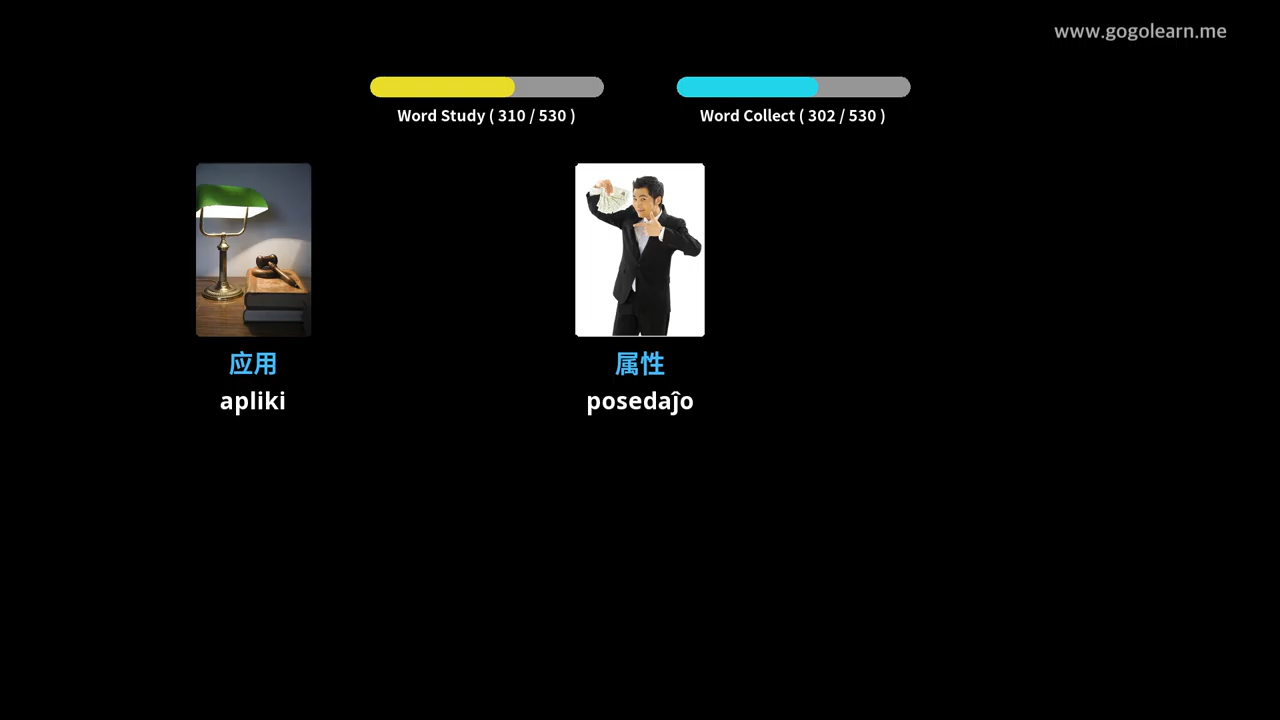 www.gogolearn.me
Word Study ( 310 / 530 )
Word Collect ( 302 / 530 )
应用
apliki
属性
posedaĵo